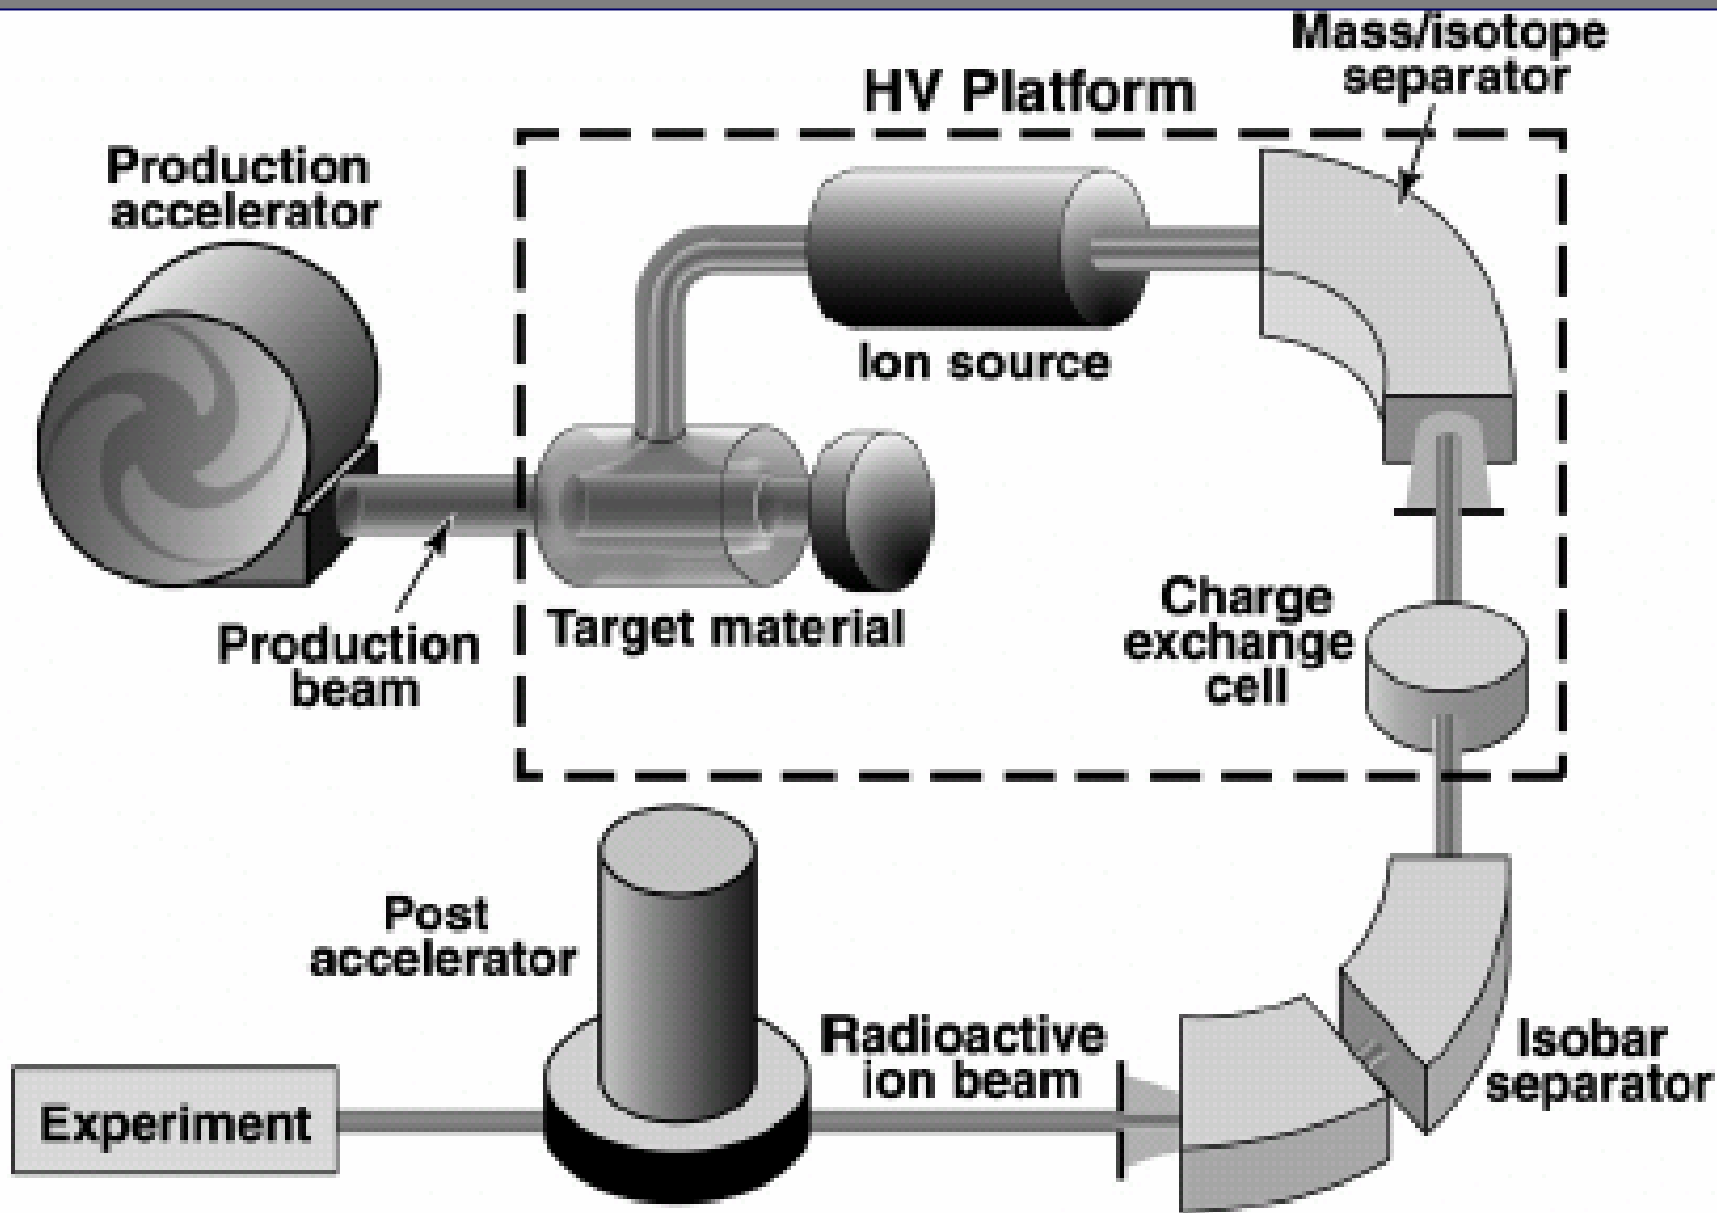 Mass/isotope
separator
HV Platform
Production
accelerator
Ion source
Production
beam
Target material
Charge
exchange
cell
Post
accelerator
Radioactive
ion beam
Isobar
separator
Experiment